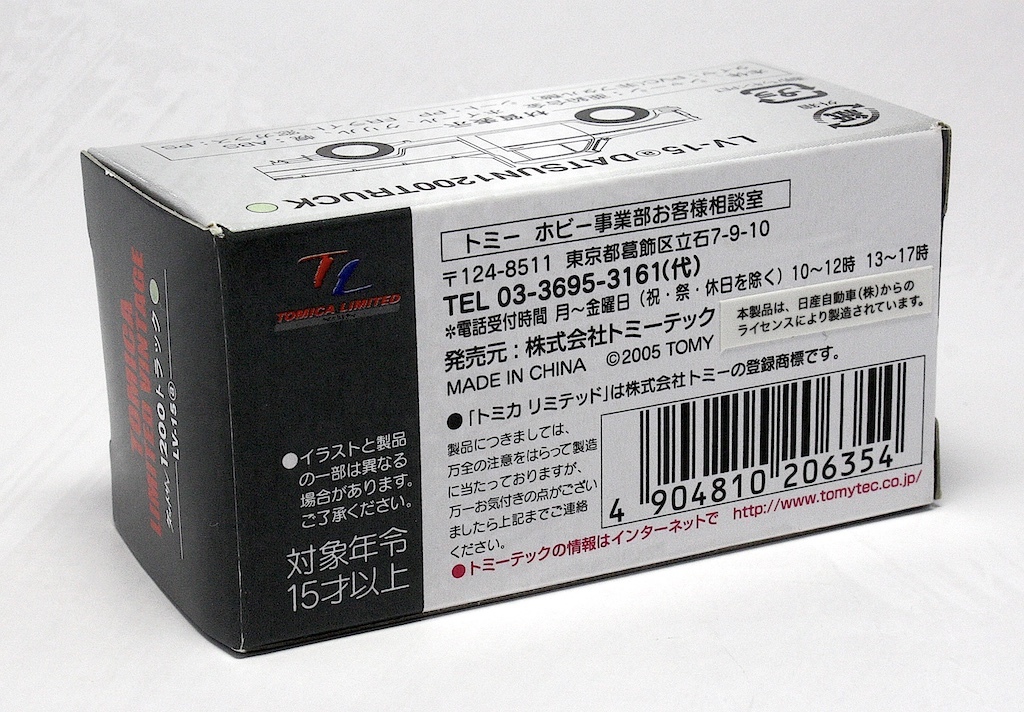 トミー ホビー事業部お客様相談室
〒124-8511 東京都葛飾区立石7-9-10
TEL 03-3695-3161(代)
*電話受付時間 月～金曜日（祝・祭・休日を除く）10～12時 13～17時
発売元：株式会社トミーテック
MADE IN CHINA ©2005 TOMY
本製品は、日産自動車(株)からの
ライセンスにより製造されています。
●「トミカ リミテッド」は株式会社トミーの登録商標です。
製品につきましては、
万全の注意をはらって製造
に当たっておりますが、
万一お気付の点がござい
ましたら上記までご連絡
ください。
4 904810 206354
●トミーテックの情報はインターネットで http://www.tomytec.co.jp/
TOMICA LIMITED
●イラストと製品
の一部は異なる
場合があります。
ご了承ください。
対象年令
15才以上
LV-15ⓐDATSUN1200TRUCK
外箱
紙
TOMICA
LIMITED VINTAGE
ダットサン1200トラック
LV-15ⓐ